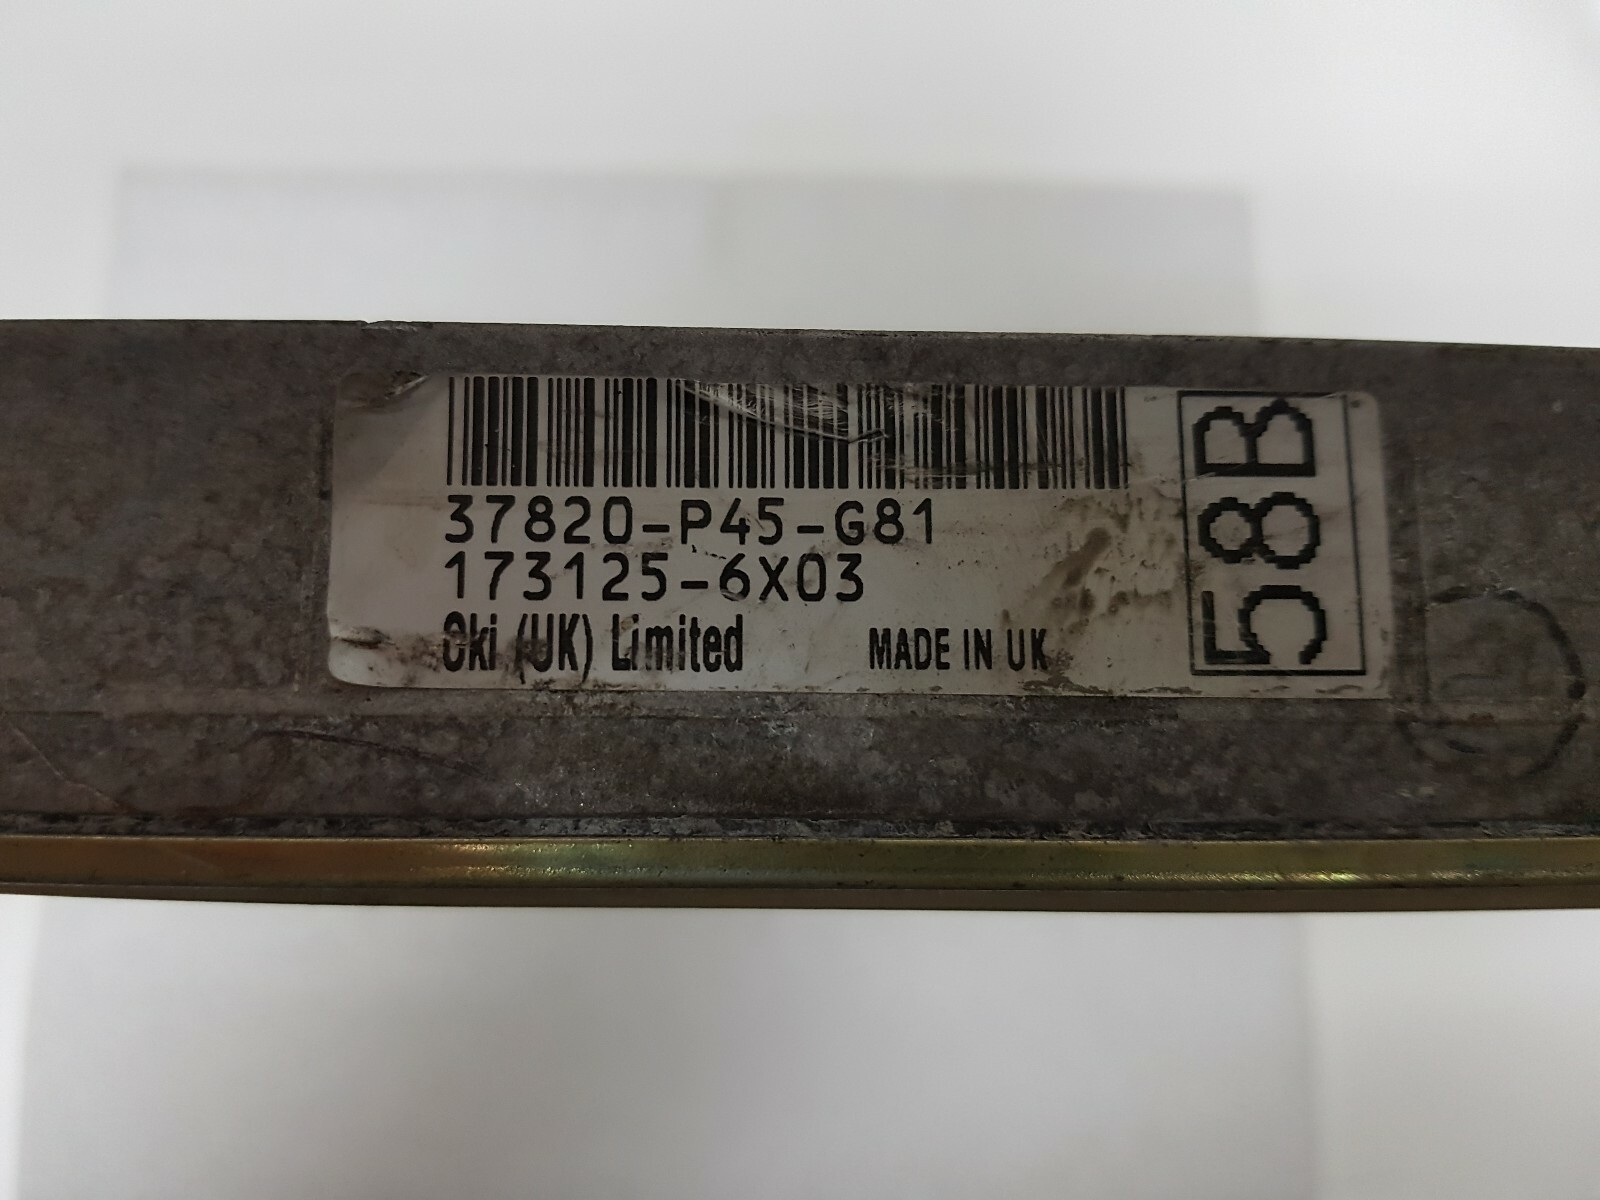 37820-P45-G81
173125-6X03
Oki (UK) Limited MADE IN UK
58B